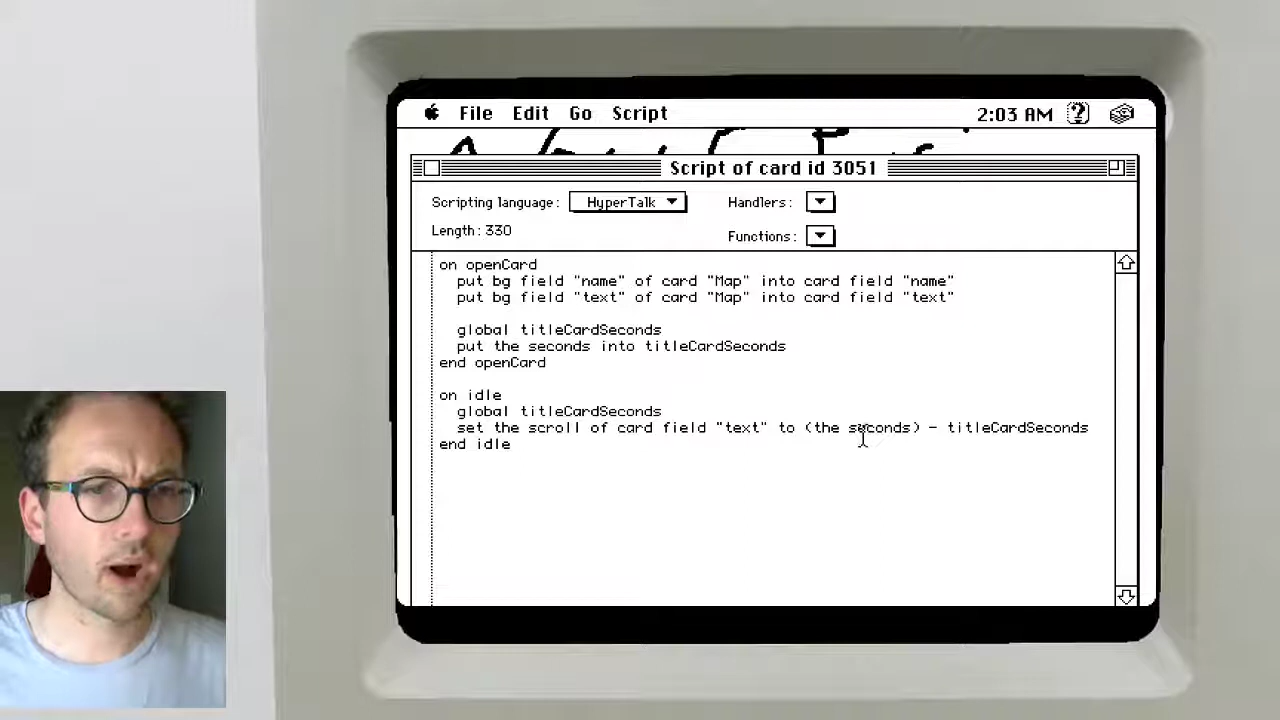 File Edit Go Script 2:03 AM
Script of card id 3051
Scripting language: HyperTalk Handlers:
Length: 330
Functions:
on openCard
put bg field "name" of card "Map" into card field "name"
put bg field "text" of card "Map" into card field "text"
global titleCardSeconds
put the seconds into titleCardSeconds
end openCard
on idle
global titleCardSeconds
set the scroll of card field "text" to (the seconds) - titleCardSeconds
end idle